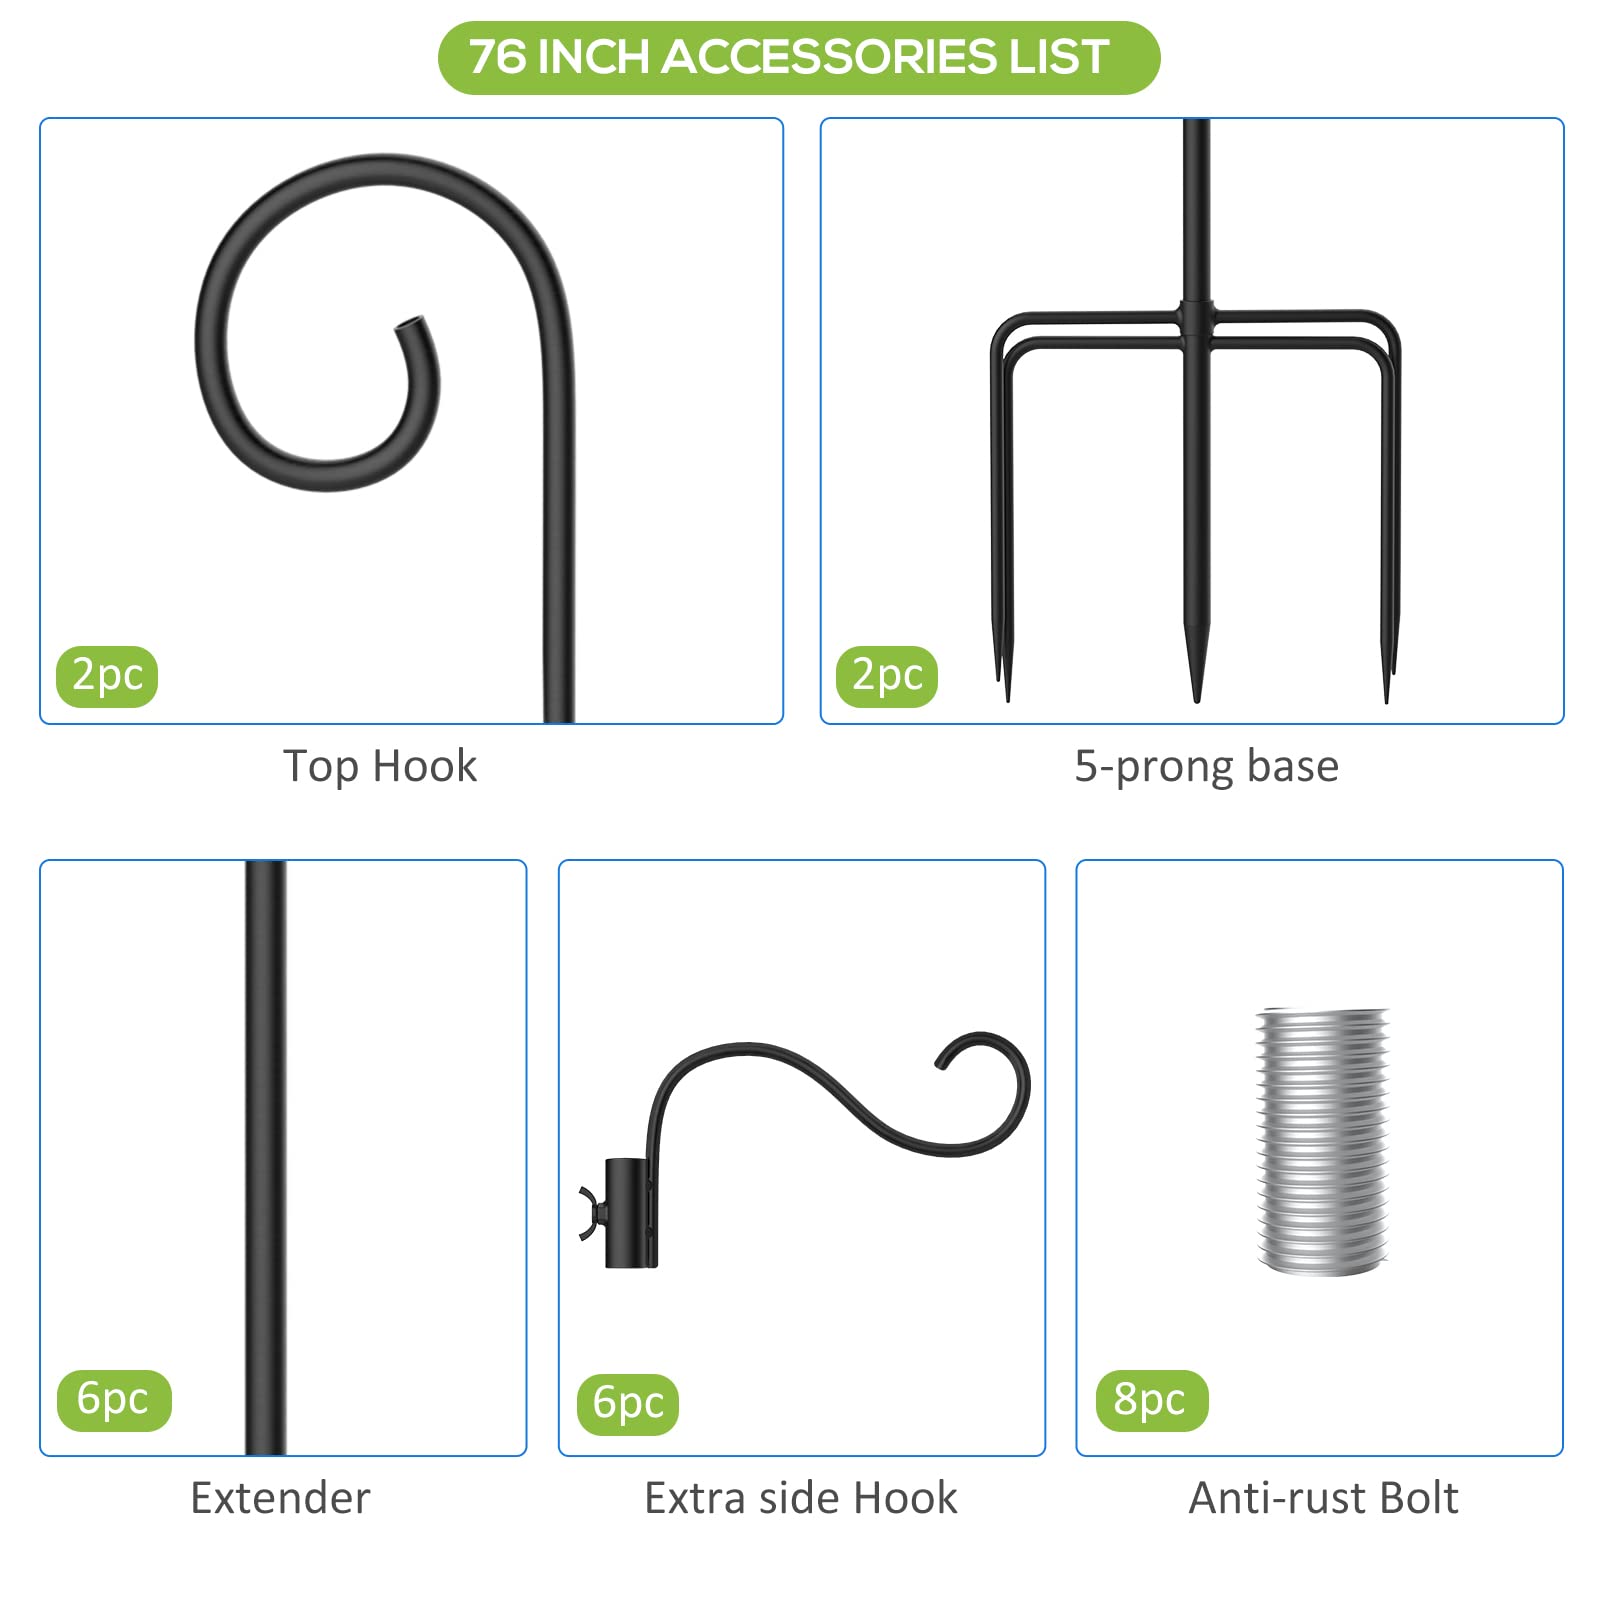 76 INCH ACCESSORIES LIST
2pc
2pc
Top Hook
5-prong base
6pc
6pc
8pc
Extender
Extra side Hook
Anti-rust Bolt